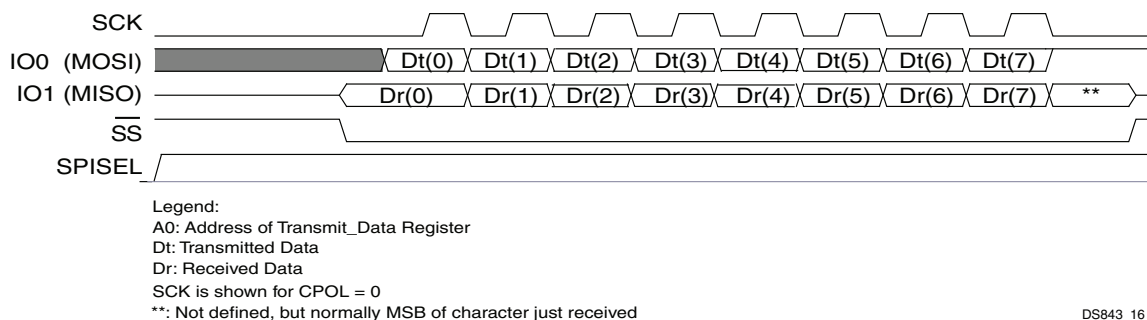 SCK
IO0 (MOSI) Dt(0) Dt(1) Dt(2) Dt(3) Dt(4) Dt(5) Dt(6) Dt(7)
IO1 (MISO) Dr(0) Dr(1) Dr(2) Dr(3) Dr(4) Dr(5) Dr(6) Dr(7) **
SS
SPISEL
Legend:
A0: Address of Transmit_Data Register
Dt: Transmitted Data
Dr: Received Data
SCK is shown for CPOL = 0
**: Not defined, but normally MSB of character just received
DS843_16